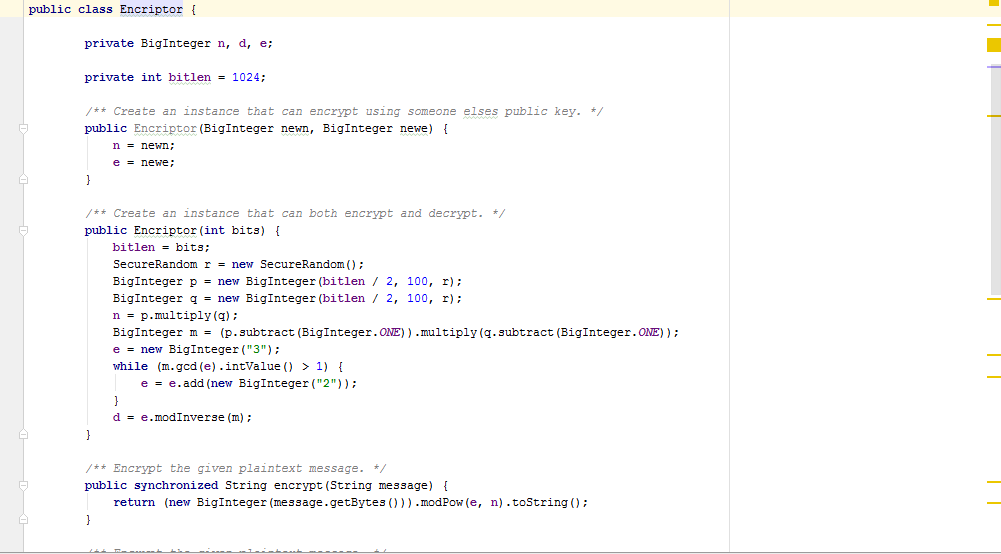 public class Encriptor {
private BigInteger n, d, e;
private int bitlen = 1024;
/** Create an instance that can encrypt using someone elses public key. */
public Encriptor(BigInteger newn, BigInteger newe) {
n = newn;
e = newe;
}
/** Create an instance that can both encrypt and decrypt. */
public Encriptor(int bits) {
bitlen = bits;
SecureRandom r = new SecureRandom();
BigInteger p = new BigInteger(bitlen / 2, 100, r);
BigInteger q = new BigInteger(bitlen / 2, 100, r);
n = p.multiply(q);
BigInteger m = (p.subtract(BigInteger.ONE)).multiply(q.subtract(BigInteger.ONE));
e = new BigInteger("3");
while (m.gcd(e).intValue() > 1) {
e = e.add(new BigInteger("2"));
}
d = e.modInverse(m);
}
/** Encrypt the given plaintext message. */
public synchronized String encrypt(String message) {
return (new BigInteger(message.getBytes())).modPow(e, n).toString();
}
/** Encrypt the given plaintext message. */